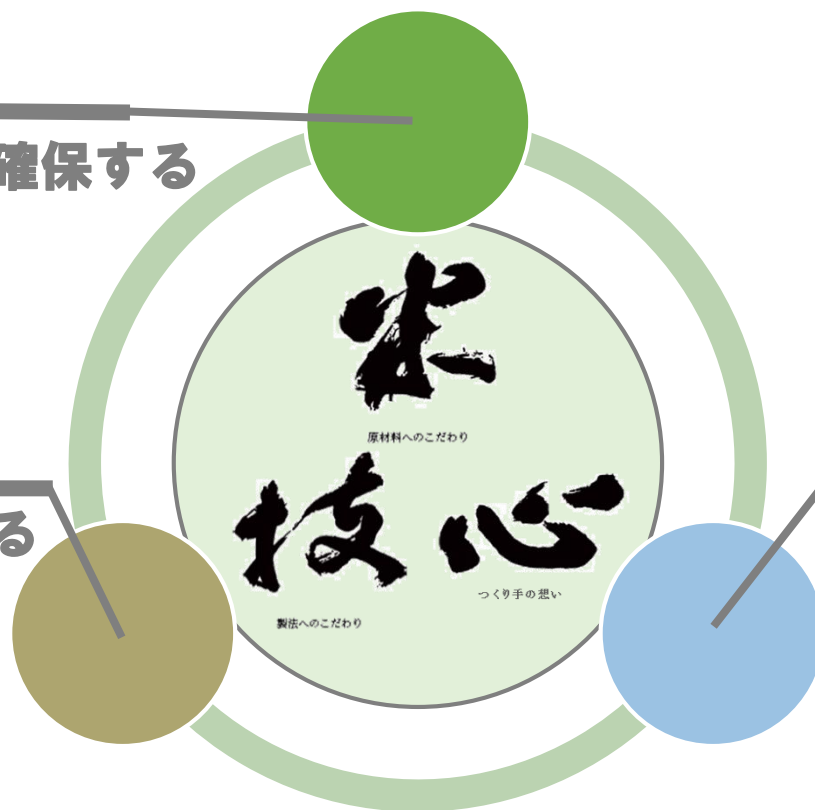 確保する
米
原材料へのこだわり
る
技 心
つくり手の想い
製法へのこだわり